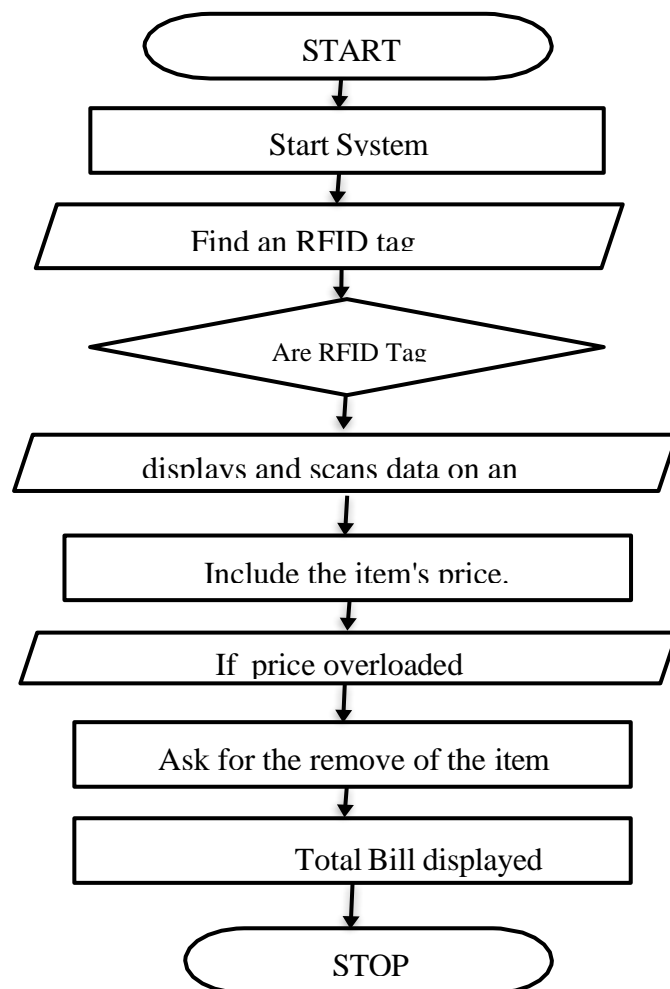 START
Start System
Find an RFID tag
Are RFID Tag
displays and scans data on an
Include the item's price.
If price overloaded
Ask for the remove of the item
Total Bill displayed
STOP